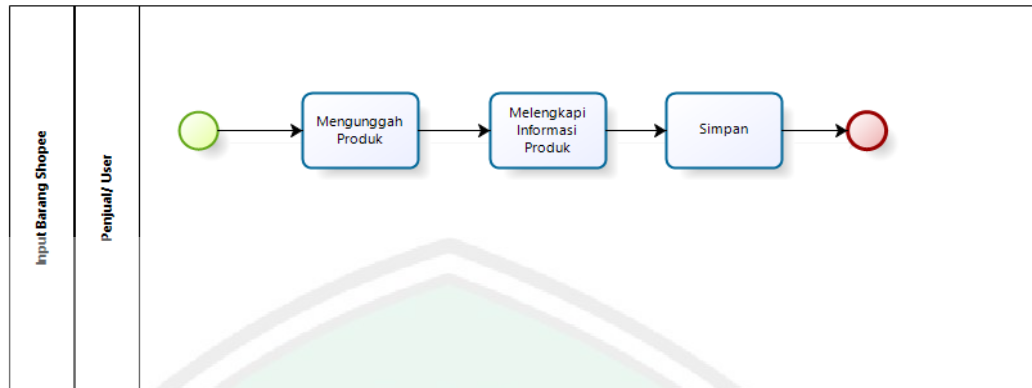 Input Barang Shopee
Penjual/ User
Mengunggah
Produk
Melengkapi
Informasi
Produk
Simpan